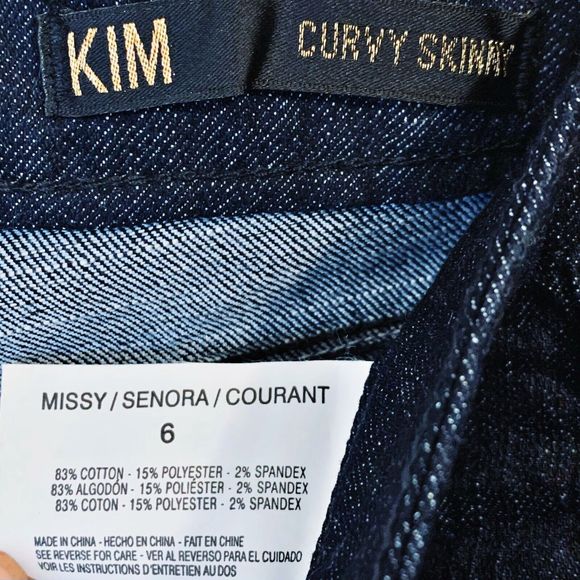 KIM
CURVY SKINNY
MISSY / SENORA / COURANT
6
83% COTTON - 15% POLYESTER - 2% SPANDEX
83% ALGODÓN - 15% POLIÉSTER - 2% SPANDEX
83% COTON - 15% POLYESTER - 2% SPANDEX
MADE IN CHINA - HECHO EN CHINA - FAIT EN CHINE
SEE REVERSE FOR CARE - VER AL REVERSO PARA EL CUIDADO
VOIR LES INSTRUCTIONS D'ENTRETIEN AU DOS